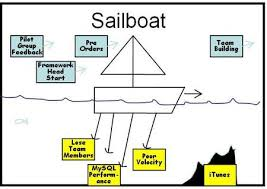 Sailboat
Pilot
Group
Feedback
Pre
Orders
Team
Building
Framework
Head
Start
Lose
Team
Members
MySQL
Perform-
ance
Poor
Velocity
iTunes